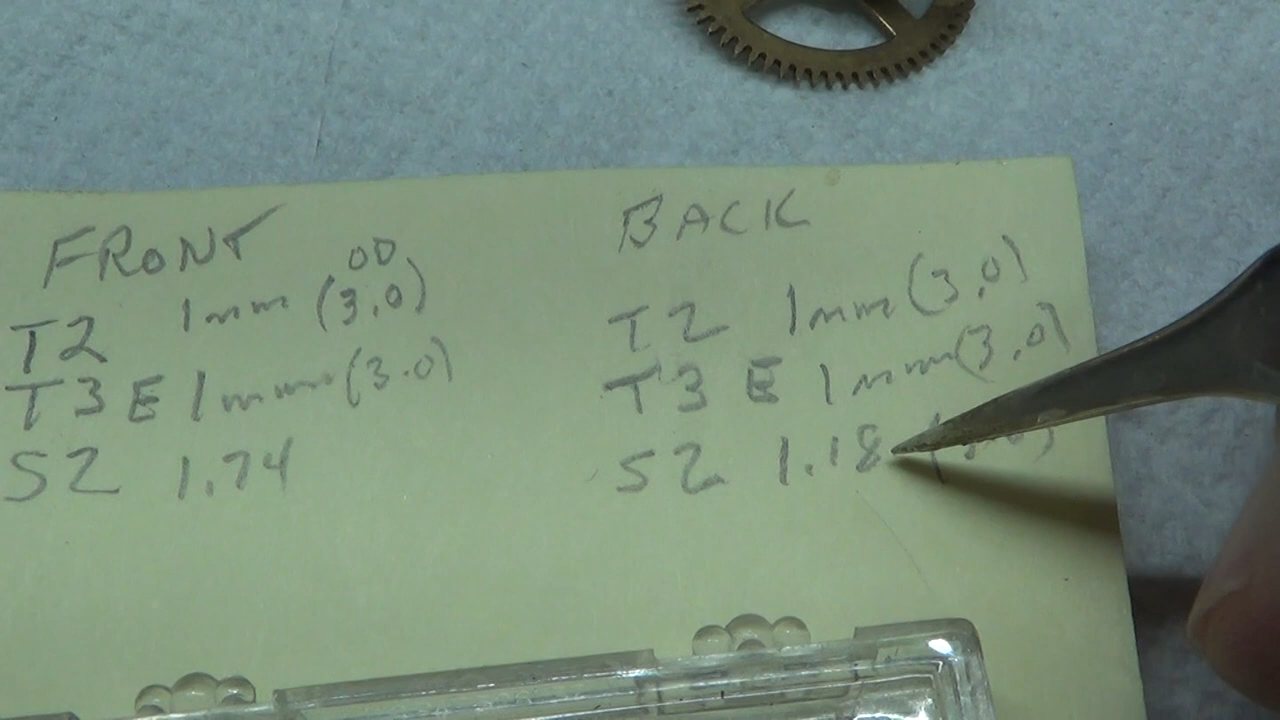 FRONT
OD
T2 1mm (3.0)
T3 E 1mm (3.0)
S2 1.74
BACK
T2 1mm (3.0)
T3 E 1mm (3.0)
S2 1.18